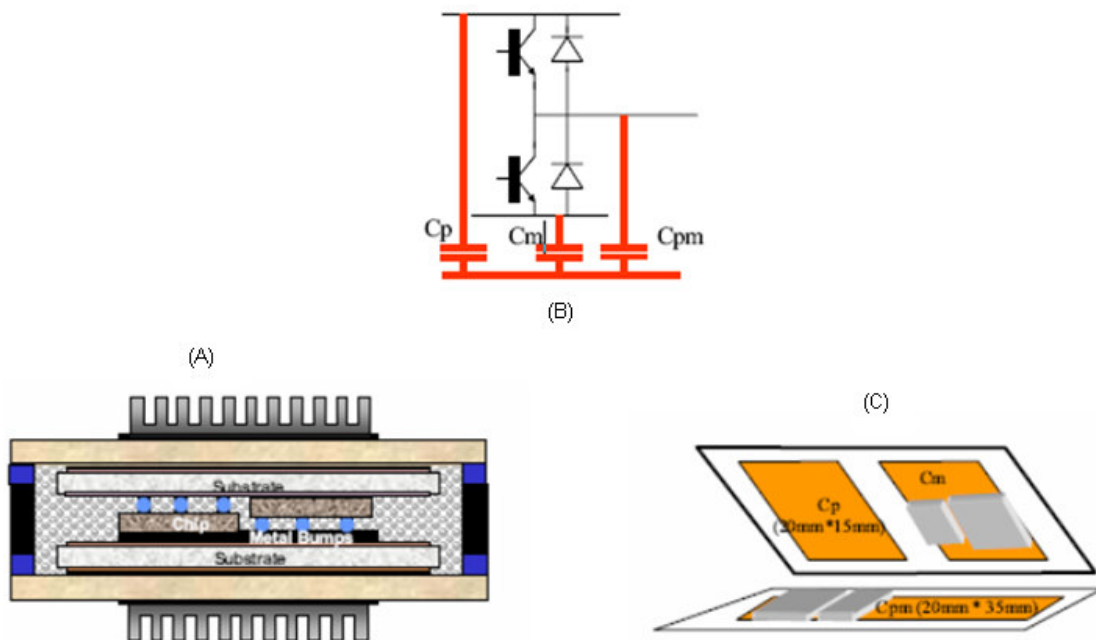 Cp
Cm
Cpm
(B)
(A)
(C)
Substrate
Chip
Metal Bumps
Substrate
Cp
(20mm*15mm)
Cm
Cpm (20mm * 35mm)